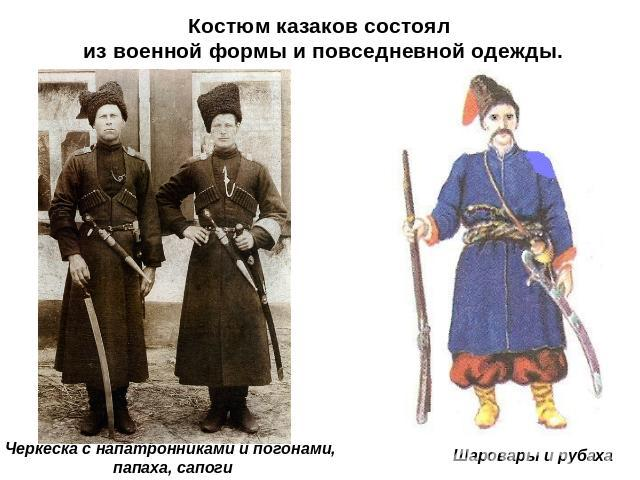 Костюм казаков состоял
из военной формы и повседневной одежды.
Черкеска с напатронниками и погонами,
папаха, сапоги
Шаровары и рубаха